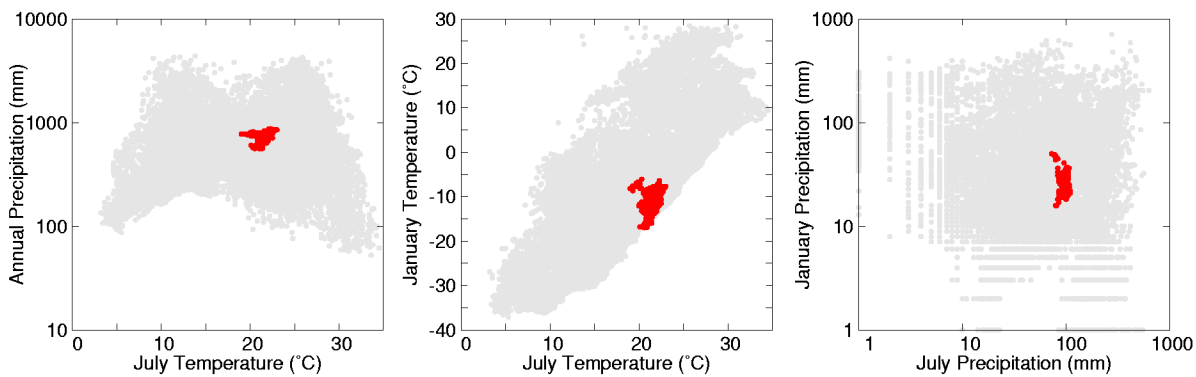 10000
1000
100
10
Annual Precipitation (mm)
0 10 20 30
July Temperature (°C)
30
20
10
0
-10
-20
-30
-40
January Temperature (°C)
0 10 20 30
July Temperature (°C)
1000
100
10
1
January Precipitation (mm)
1 10 100 1000
July Precipitation (mm)